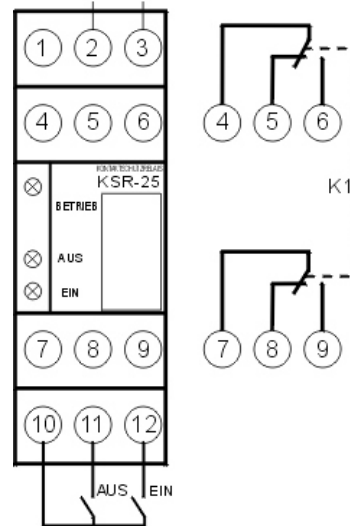 1 2 3
4 5 6
KONTAKTSCHUTZRELAIS
KSR-25
BETRIEB
AUS
EIN
7 8 9
10 11 12
AUS EIN
4 5 6
K1
7 8 9